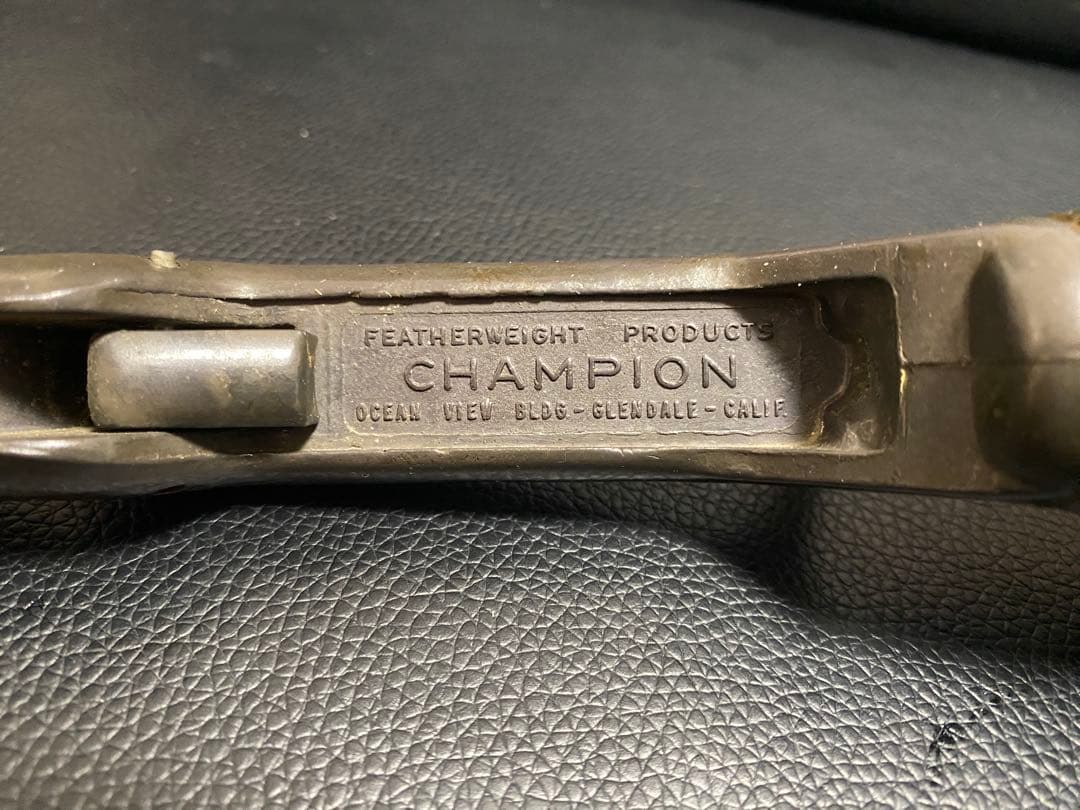 FEATHERWEIGHT PRODUCTS
CHAMPION
OCEAN VIEW BLDG-GLENDALE-CALIF.